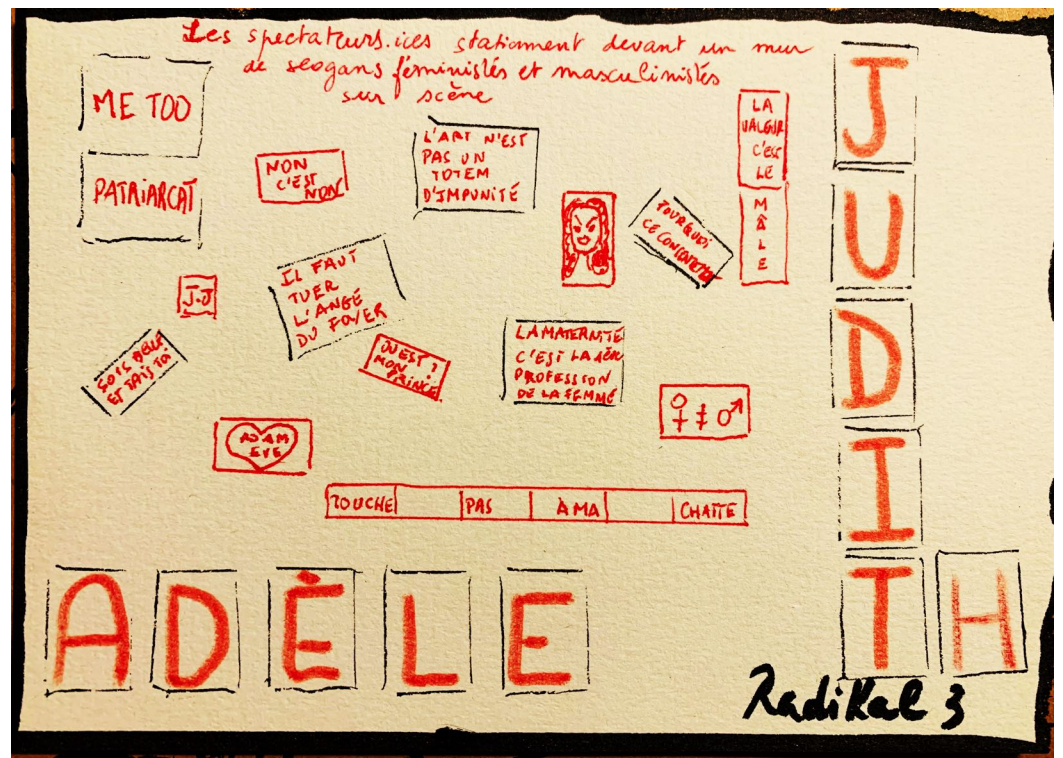 Les spectateurs.ices stationnent devant un mur
de slogans féministes et masculinistes
sur scène
ME TOO
PATRIARCAT
NON
C'EST
NON
L'ART N'EST
PAS UN
TOTEM
D'IMPUNITÉ
LA
VALEUR
C'EST
LE
MÂLE
POURQUOI
CE
J.J
IL FAUT
TUER
L'ANGE
DU FOYER
SOIS BELLE
ET TAIS TOI
OU EST
MON
PRINCE
?
LA MATERNITÉ
C'EST LA 1ÈRE
PROFESSION
DE LA FEMME
♀ ≠ ♂
ADAM
EVE
TOUCHE PAS À MA CHATTE
JUDITH
ADÈLE
Radikal 3